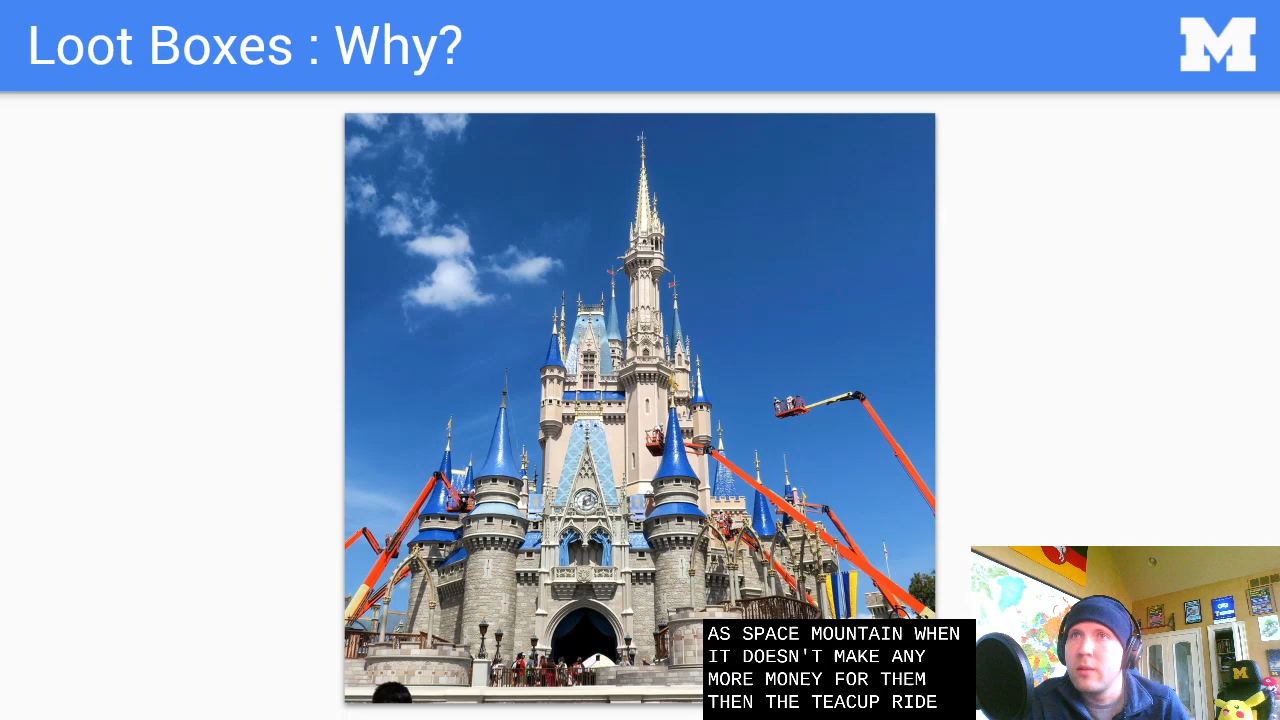 Loot Boxes : Why?
M
AS SPACE MOUNTAIN WHEN
IT DOESN'T MAKE ANY
MORE MONEY FOR THEM
THEN THE TEACUP RIDE
M